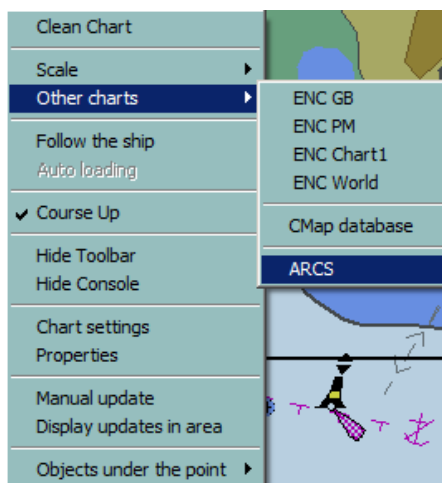 Clean Chart
Scale
Other charts
Follow the ship
Auto loading
Course Up
Hide Toolbar
Hide Console
Chart settings
Properties
Manual update
Display updates in area
Objects under the point
ENC GB
ENC PM
ENC Chart1
ENC World
CMap database
ARCS